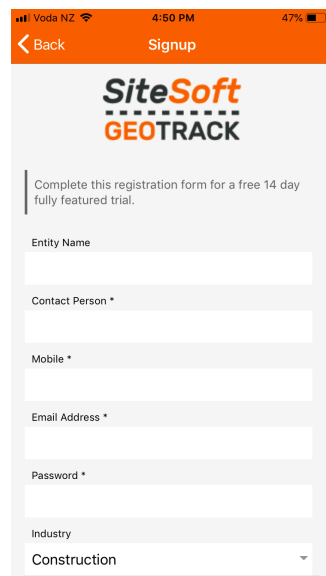 Voda NZ 4:50 PM 47%
Back Signup
SiteSoft
GEOTRACK
Complete this registration form for a free 14 day
fully featured trial.
Entity Name
Contact Person *
Mobile *
Email Address *
Password *
Industry
Construction